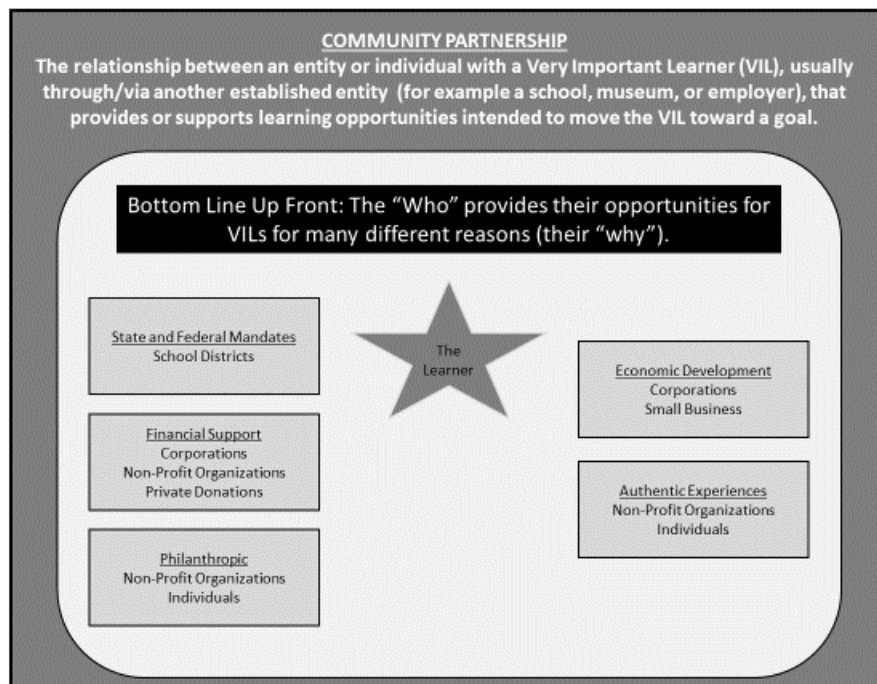 COMMUNITY PARTNERSHIP
The relationship between an entity or individual with a Very Important Learner (VIL), usually
through/via another established entity (for example a school, museum, or employer), that
provides or supports learning opportunities intended to move the VIL toward a goal.
Bottom Line Up Front: The “Who” provides their opportunities for
VILs for many different reasons (their “why”).
State and Federal Mandates
School Districts
Financial Support
Corporations
Non-Profit Organizations
Private Donations
Philanthropic
Non-Profit Organizations
Individuals
The
Learner
Economic Development
Corporations
Small Business
Authentic Experiences
Non-Profit Organizations
Individuals